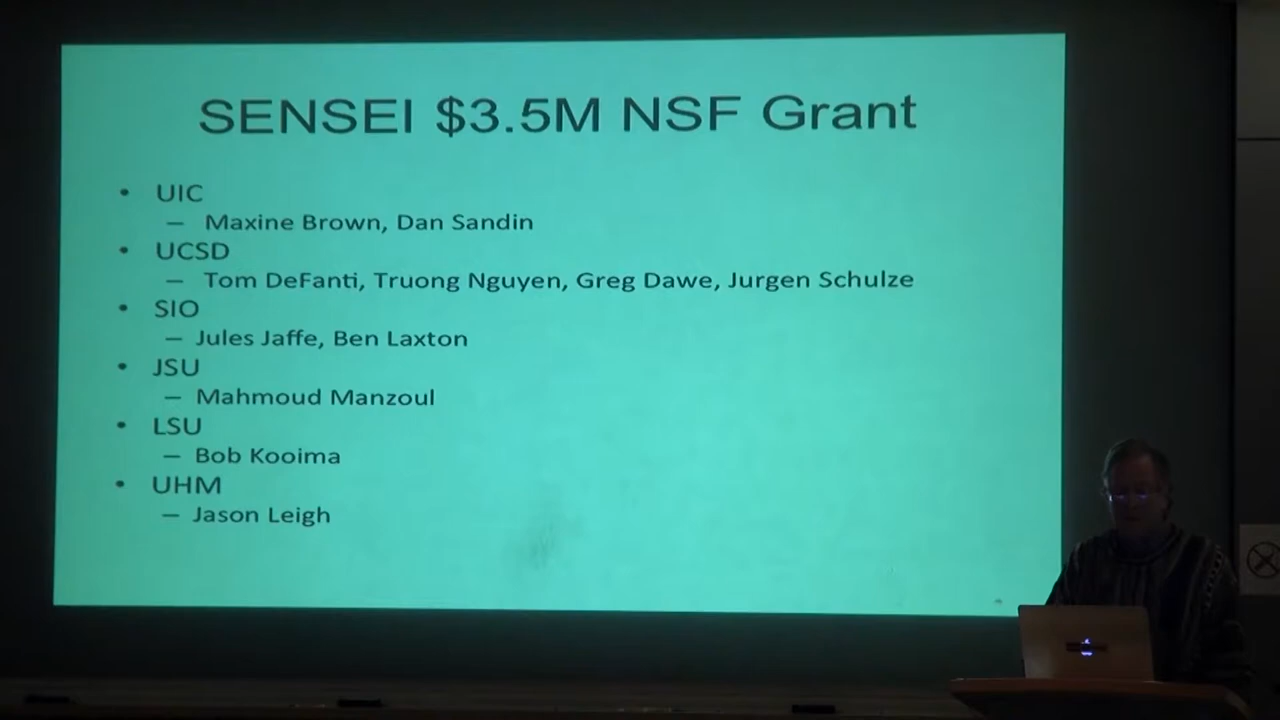 SENSEI $3.5M NSF Grant
• UIC
– Maxine Brown, Dan Sandin
• UCSD
– Tom DeFanti, Truong Nguyen, Greg Dawe, Jurgen Schulze
• SIO
– Jules Jaffe, Ben Laxton
• JSU
– Mahmoud Manzoul
• LSU
– Bob Kooima
• UHM
– Jason Leigh